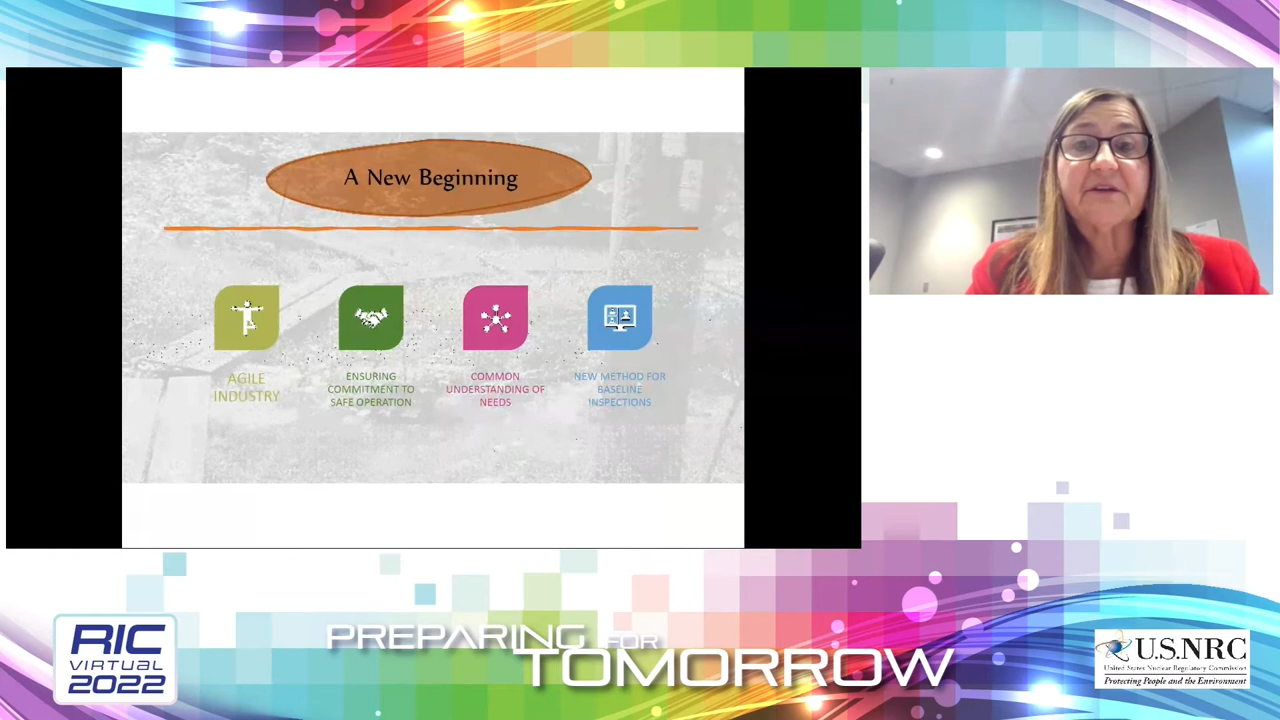 A New Beginning
AGILE
INDUSTRY
ENSURING
COMMITMENT TO
SAFE OPERATION
COMMON
UNDERSTANDING OF
NEEDS
NEW METHOD FOR
BASELINE
INSPECTIONS
RIC
VIRTUAL
2022
PREPARING FOR
TOMORROW
U.S.NRC
United States Nuclear Regulatory Commission
Protecting People and the Environment